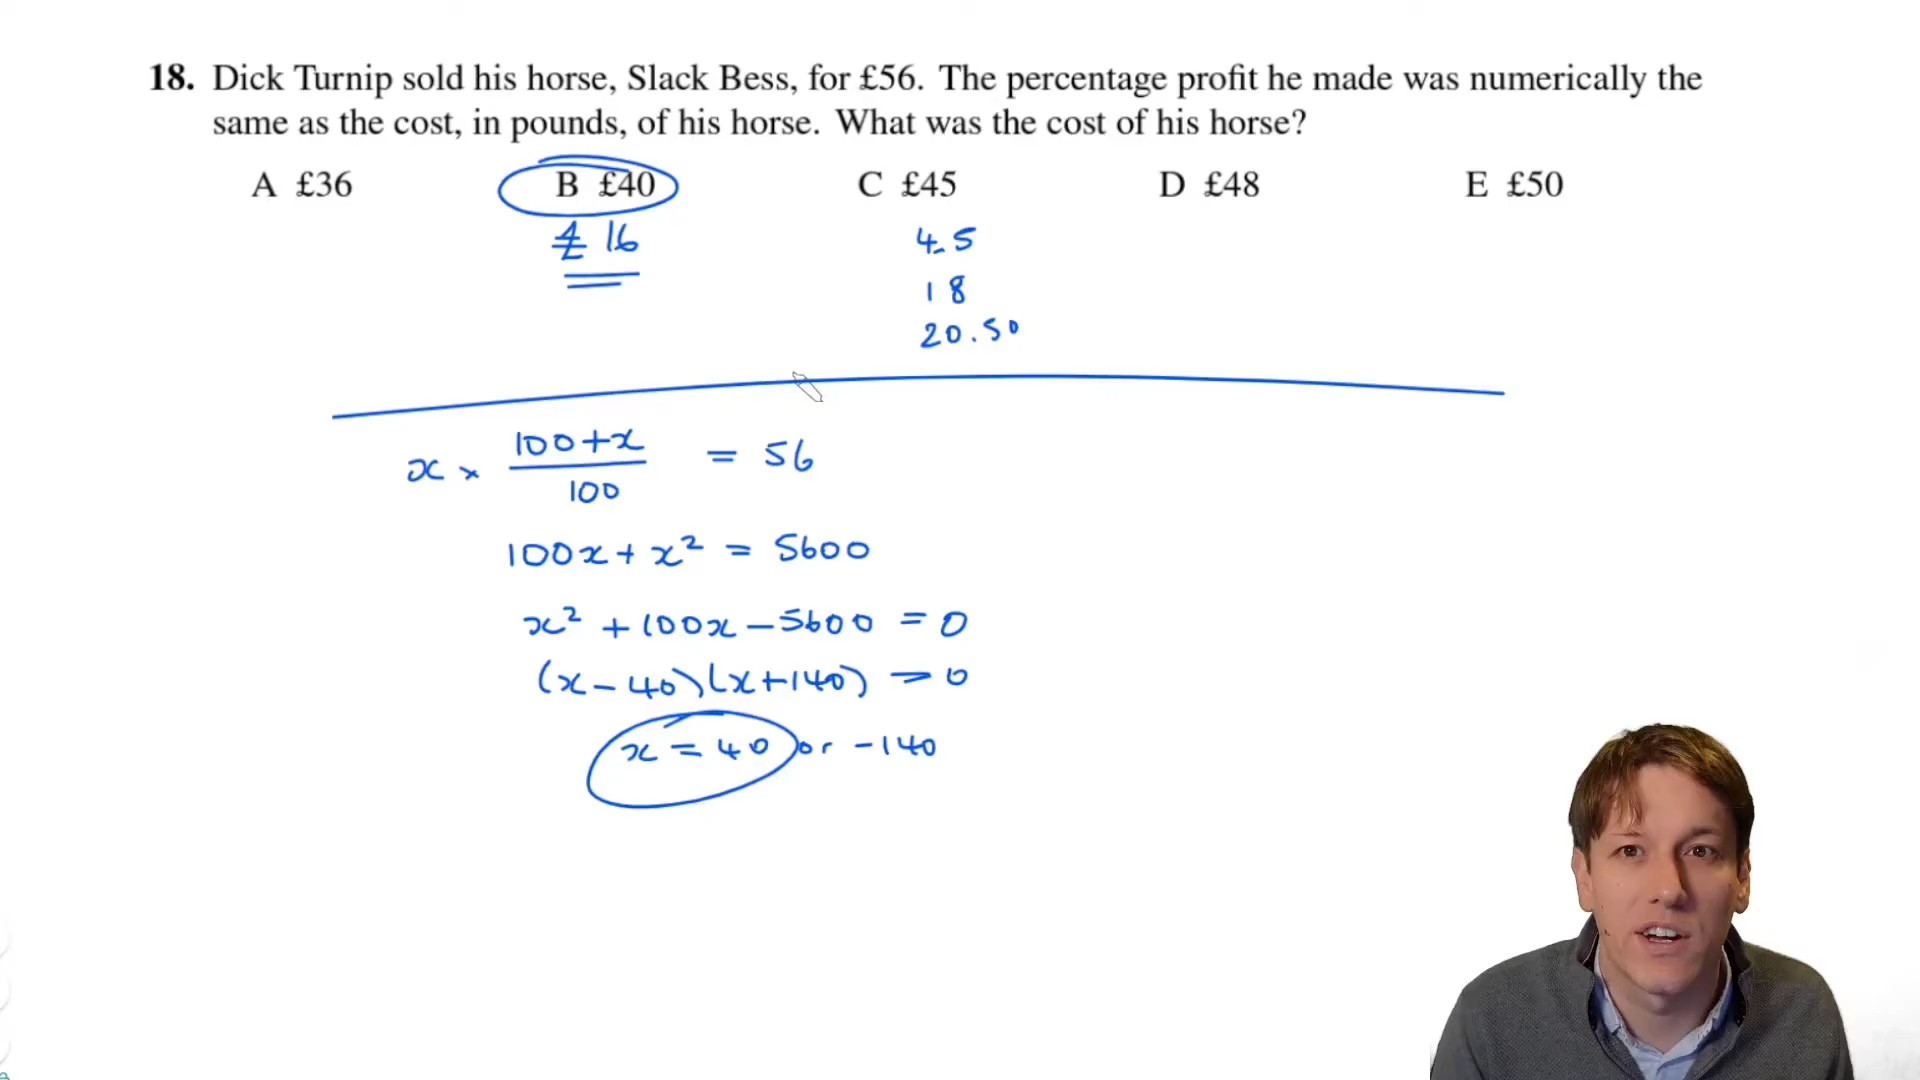 18. Dick Turnip sold his horse, Slack Bess, for £56. The percentage profit he made was numerically the
same as the cost, in pounds, of his horse. What was the cost of his horse?
A £36 B £40 C £45 D £48 E £50
£ 16
4.5
18
20.50
x × (100+x)/100 = 56
100x + x² = 5600
x² + 100x − 5600 = 0
(x − 40)(x + 140) = 0
x = 40 or −140